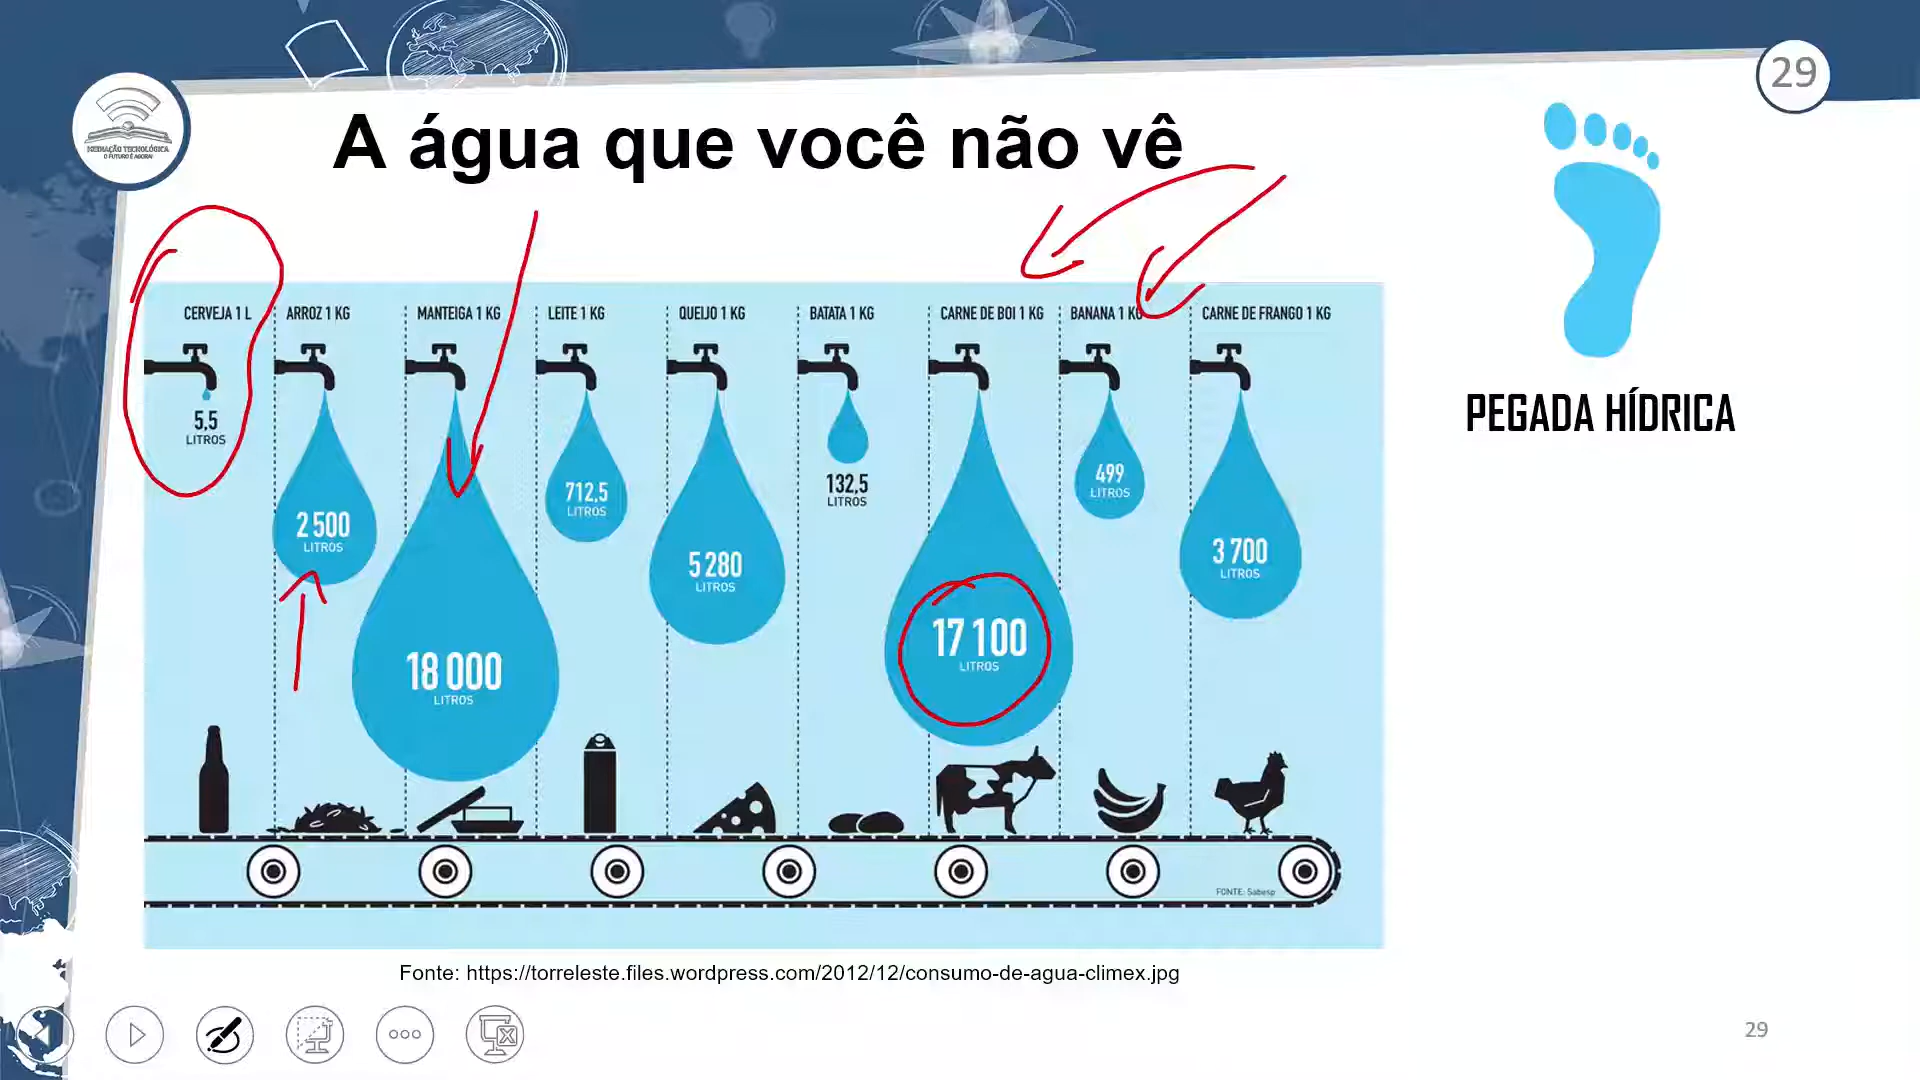 29
MEDIAÇÃO TECNOLÓGICA
O FUTURO É AGORA!
A água que você não vê
CERVEJA 1 L
ARROZ 1 KG
MANTEIGA 1 KG
LEITE 1 KG
QUEIJO 1 KG
BATATA 1 KG
CARNE DE BOI 1 KG
BANANA 1 KG
CARNE DE FRANGO 1 KG
5,5
LITROS
2 500
LITROS
18 000
LITROS
712,5
LITROS
5 280
LITROS
132,5
LITROS
17 100
LITROS
499
LITROS
3 700
LITROS
FONTE: Sabesp
PEGADA HÍDRICA
Fonte: https://torreleste.files.wordpress.com/2012/12/consumo-de-agua-climex.jpg
29